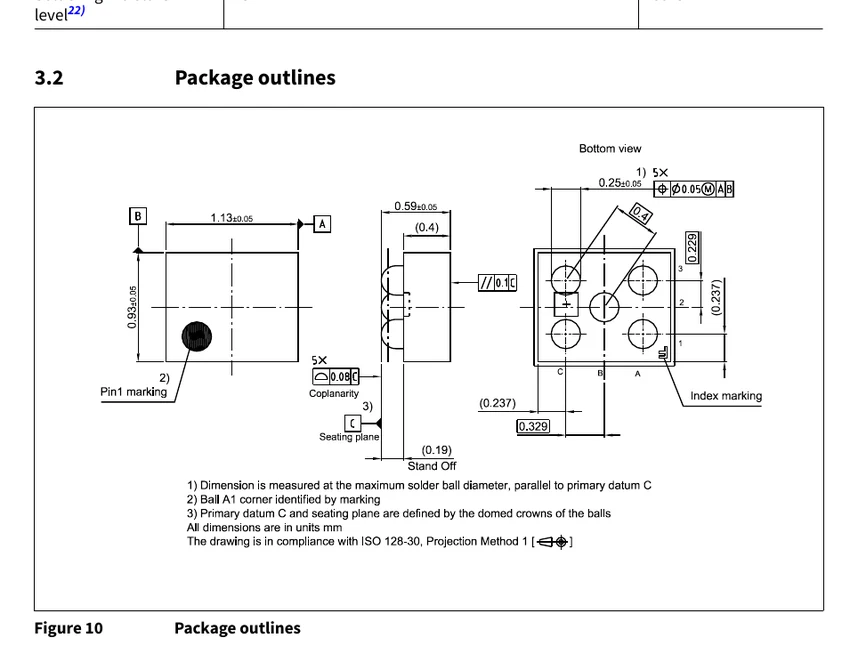 level22)
3.2 Package outlines
Bottom view
1) 5X
0.25±0.05 ⌖ ⌀0.05Ⓜ A B
0.59±0.05
0.4
B
1.13±0.05
A
(0.4)
0.229
0.93±0.05
// 0.1 C
3
2
1
(0.237)
5X
⌓ 0.08 C
Coplanarity
2)
Pin1 marking
3)
C
Seating plane
C
B
A
Index marking
(0.237)
0.329
(0.19)
Stand Off
1) Dimension is measured at the maximum solder ball diameter, parallel to primary datum C
2) Ball A1 corner identified by marking
3) Primary datum C and seating plane are defined by the domed crowns of the balls
All dimensions are in units mm
The drawing is in compliance with ISO 128-30, Projection Method 1 [ ]
Figure 10 Package outlines